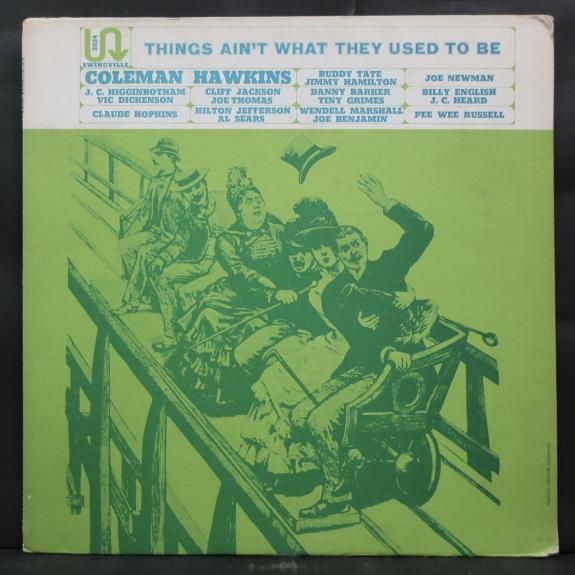 2024
SWINGVILLE
THINGS AIN'T WHAT THEY USED TO BE
COLEMAN HAWKINS
BUDDY TATE
JIMMY HAMILTON
JOE NEWMAN
J. C. HIGGINBOTHAM
VIC DICKENSON
CLIFF JACKSON
JOE THOMAS
DANNY BARKER
TINY GRIMES
BILLY ENGLISH
J. C. HEARD
CLAUDE HOPKINS
HILTON JEFFERSON
AL SEARS
WENDELL MARSHALL
JOE BENJAMIN
PEE WEE RUSSELL